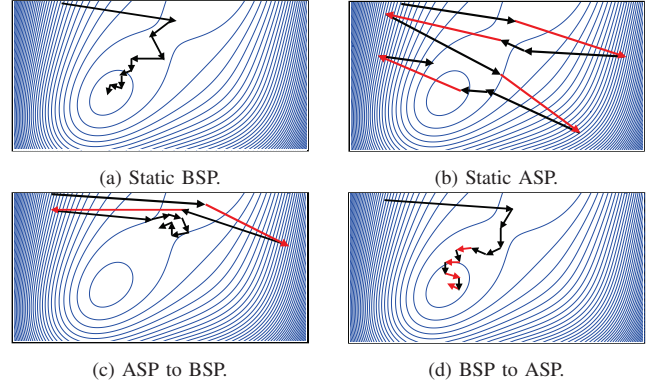 (a) Static BSP.
(b) Static ASP.
(c) ASP to BSP.
(d) BSP to ASP.